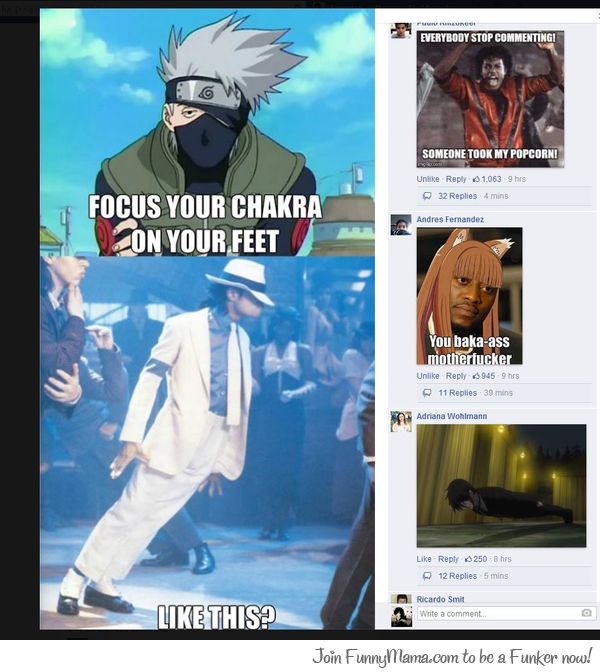 FOCUS YOUR CHAKRA
ON YOUR FEET
LIKE THIS?
EVERYBODY STOP COMMENTING!
SOMEONE TOOK MY POPCORN!
imgflip.com
Unlike · Reply · 1,063 · 9 hrs
32 Replies · 4 mins
Andres Fernandez
You baka-ass
motherfucker
Unlike · Reply · 945 · 9 hrs
11 Replies · 39 mins
Adriana Wohlmann
Like · Reply · 250 · 8 hrs
12 Replies · 5 mins
Ricardo Smit
Write a comment...
Join FunnyMama.com to be a Funker now!